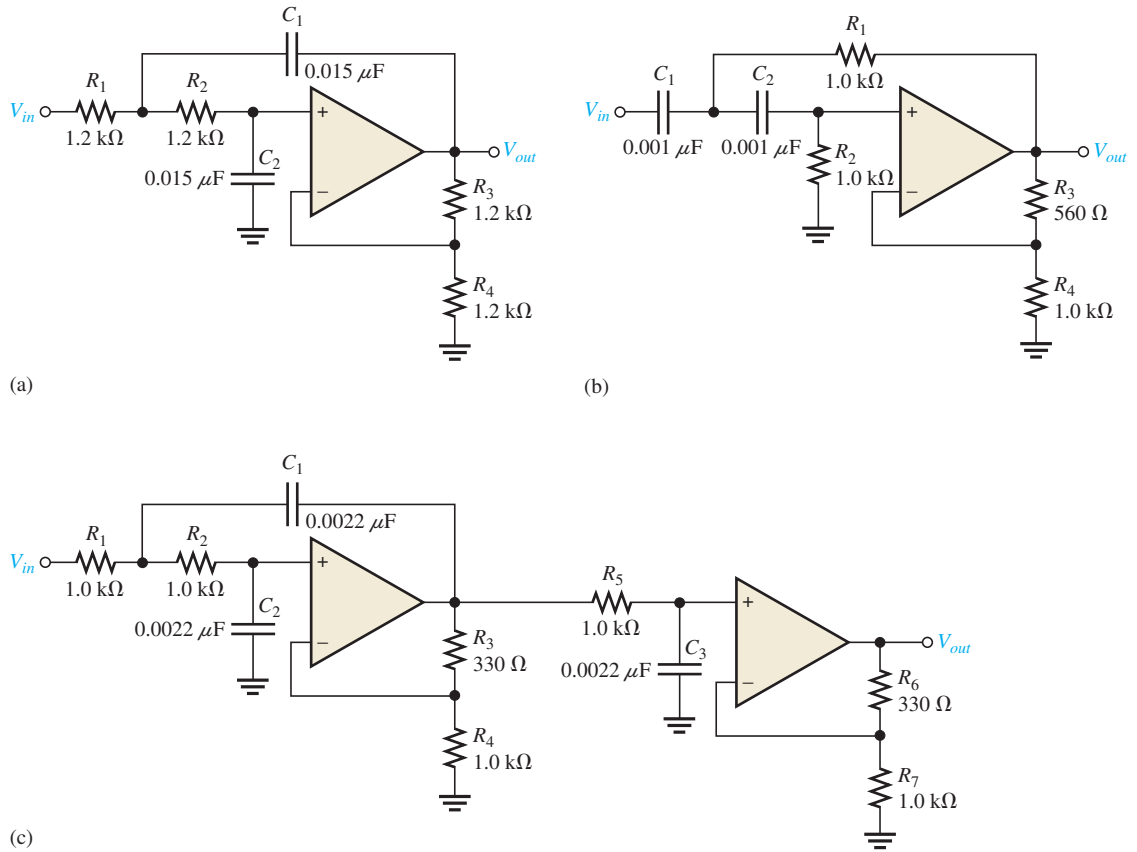 C1
0.015 μF
R1
1.2 kΩ
R2
1.2 kΩ
Vin
C2
0.015 μF
+
−
Vout
R3
1.2 kΩ
R4
1.2 kΩ
(a)
R1
1.0 kΩ
C1
0.001 μF
C2
0.001 μF
Vin
R2
1.0 kΩ
+
−
Vout
R3
560 Ω
R4
1.0 kΩ
(b)
C1
0.0022 μF
R1
1.0 kΩ
R2
1.0 kΩ
Vin
C2
0.0022 μF
+
−
R3
330 Ω
R4
1.0 kΩ
R5
1.0 kΩ
C3
0.0022 μF
+
−
Vout
R6
330 Ω
R7
1.0 kΩ
(c)